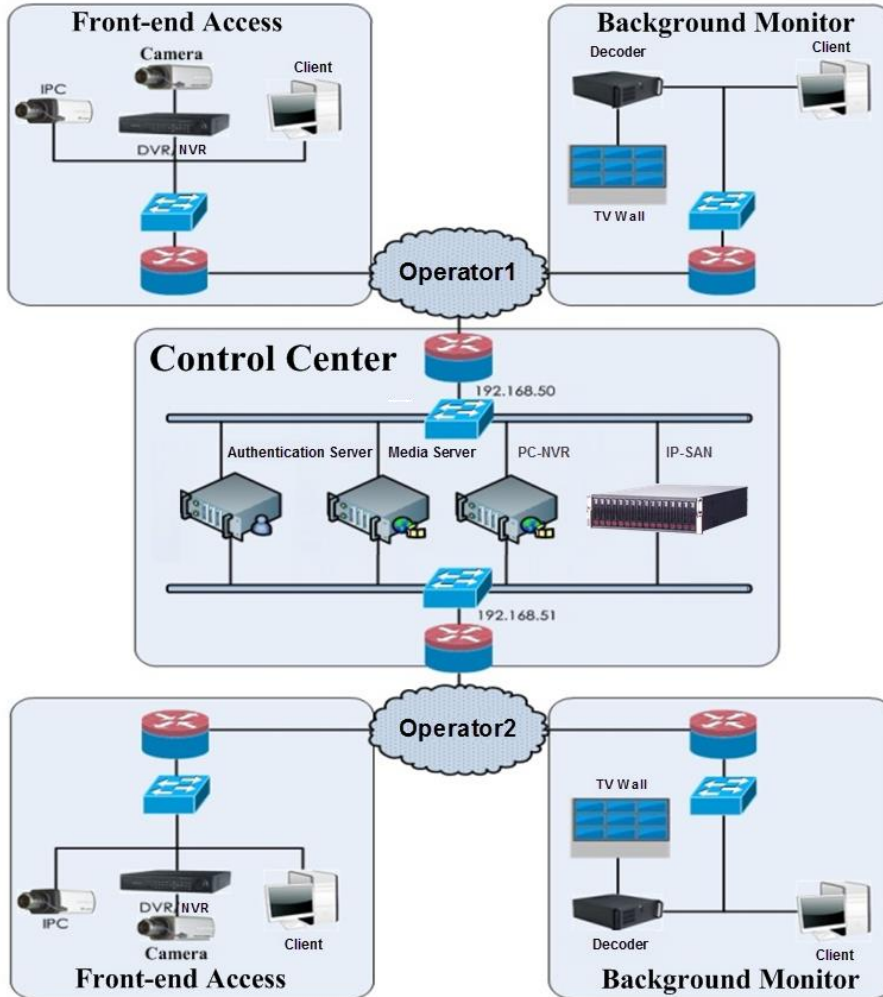 Front-end Access
Camera
IPC
Client
DVR/NVR
Background Monitor
Decoder
Client
TV Wall
Operator1
Control Center
192.168.50
Authentication Server
Media Server
PC-NVR
IP-SAN
192.168.51
Operator2
IPC
DVR/NVR
Camera
Client
Front-end Access
TV Wall
Decoder
Client
Background Monitor